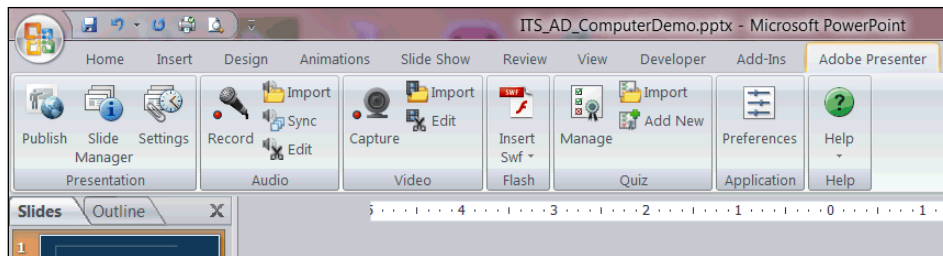 ITS_AD_ComputerDemo.pptx - Microsoft PowerPoint
Home Insert Design Animations Slide Show Review View Developer Add-Ins Adobe Presenter
Publish
Slide Manager
Settings
Presentation
Record
Import
Sync
Edit
Audio
Capture
Import
Edit
Video
SWF
Insert Swf
Flash
Manage
Import
Add New
Quiz
Preferences
Application
Help
Help
Slides Outline X
5 4 3 2 1 0 1
1